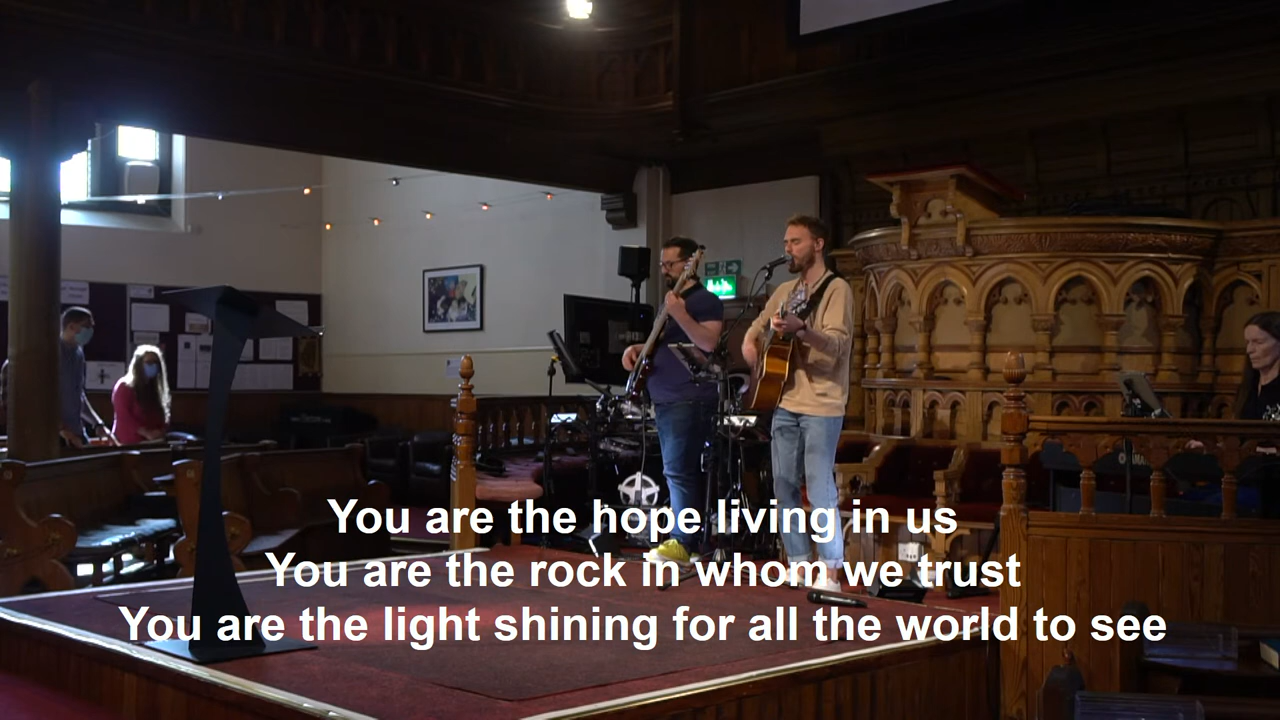 You are the hope living in us
You are the rock in whom we trust
You are the light shining for all the world to see